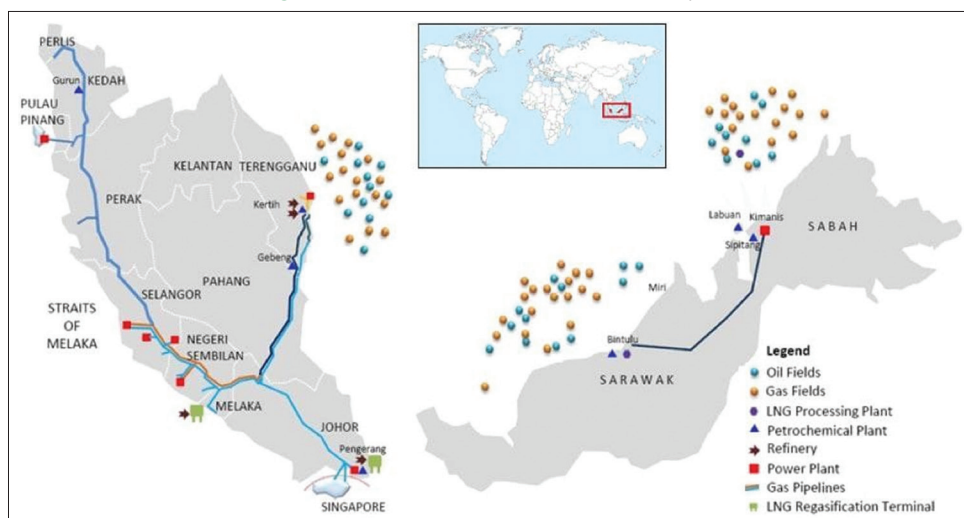 PERLIS
Gurun
KEDAH
PULAU
PINANG
PERAK
KELANTAN
TERENGGANU
Kertih
Gebeng
PAHANG
SELANGOR
STRAITS
OF
MELAKA
NEGERI
SEMBILAN
MELAKA
JOHOR
Pengerang
SINGAPORE
Labuan
Kimanis
Sipitang
SABAH
Miri
Bintulu
SARAWAK
Legend
Oil Fields
Gas Fields
LNG Processing Plant
Petrochemical Plant
Refinery
Power Plant
Gas Pipelines
LNG Regasification Terminal